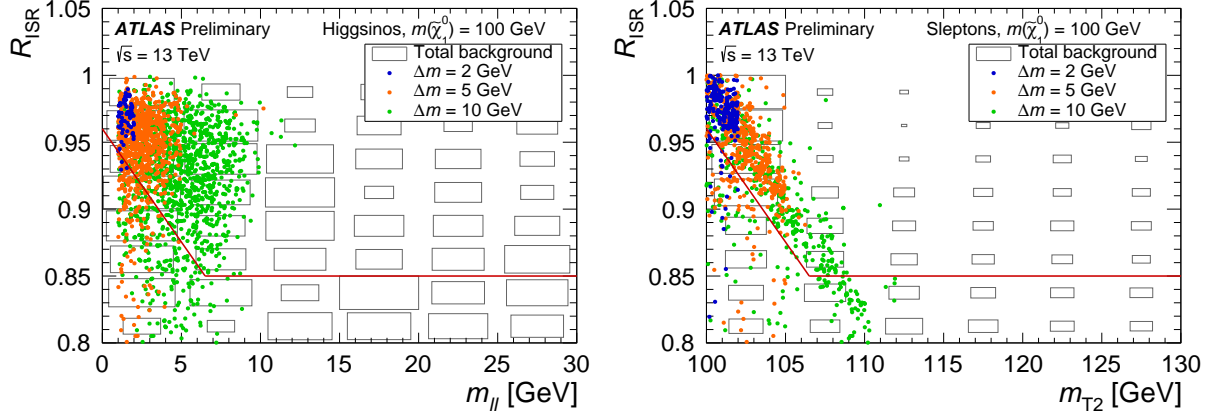 ATLAS Preliminary
Higgsinos, m(χ̃⁰₁) = 100 GeV
√s = 13 TeV
Total background
Δm = 2 GeV
Δm = 5 GeV
Δm = 10 GeV
R_ISR
1.05
1
0.95
0.9
0.85
0.8
0 5 10 15 20 25 30
m_ll [GeV]
ATLAS Preliminary
Sleptons, m(χ̃⁰₁) = 100 GeV
√s = 13 TeV
Total background
Δm = 2 GeV
Δm = 5 GeV
Δm = 10 GeV
R_ISR
1.05
1
0.95
0.9
0.85
0.8
100 105 110 115 120 125 130
m_T2 [GeV]